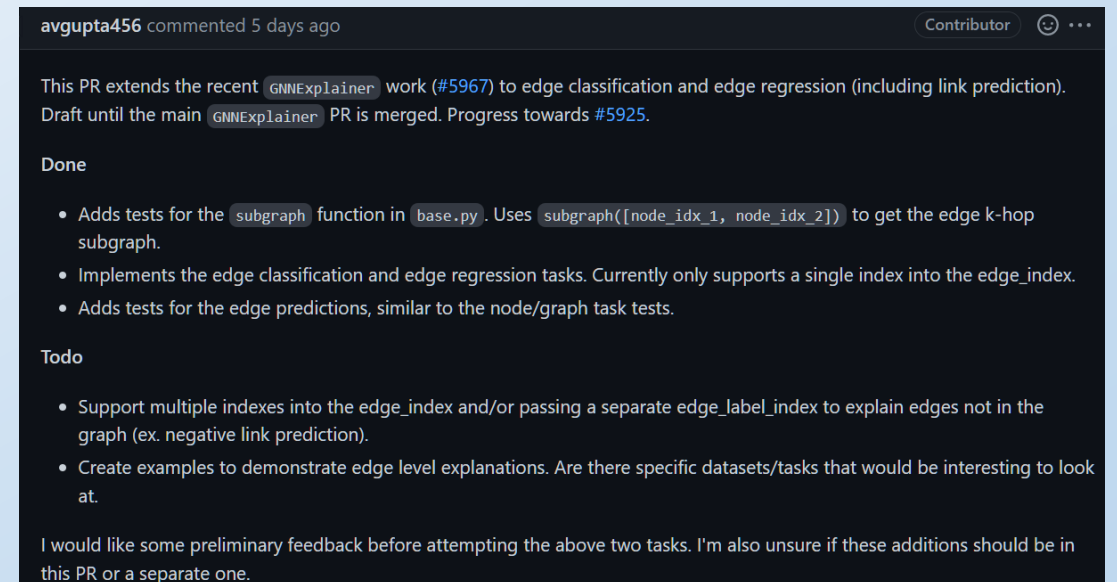 avgupta456 commented 5 days ago
Contributor
This PR extends the recent GNNExplainer work (#5967) to edge classification and edge regression (including link prediction).
Draft until the main GNNExplainer PR is merged. Progress towards #5925.
Done
• Adds tests for the subgraph function in base.py. Uses subgraph([node_idx_1, node_idx_2]) to get the edge k-hop
subgraph.
• Implements the edge classification and edge regression tasks. Currently only supports a single index into the edge_index.
• Adds tests for the edge predictions, similar to the node/graph task tests.
Todo
• Support multiple indexes into the edge_index and/or passing a separate edge_label_index to explain edges not in the
graph (ex. negative link prediction).
• Create examples to demonstrate edge level explanations. Are there specific datasets/tasks that would be interesting to look
at.
I would like some preliminary feedback before attempting the above two tasks. I'm also unsure if these additions should be in
this PR or a separate one.